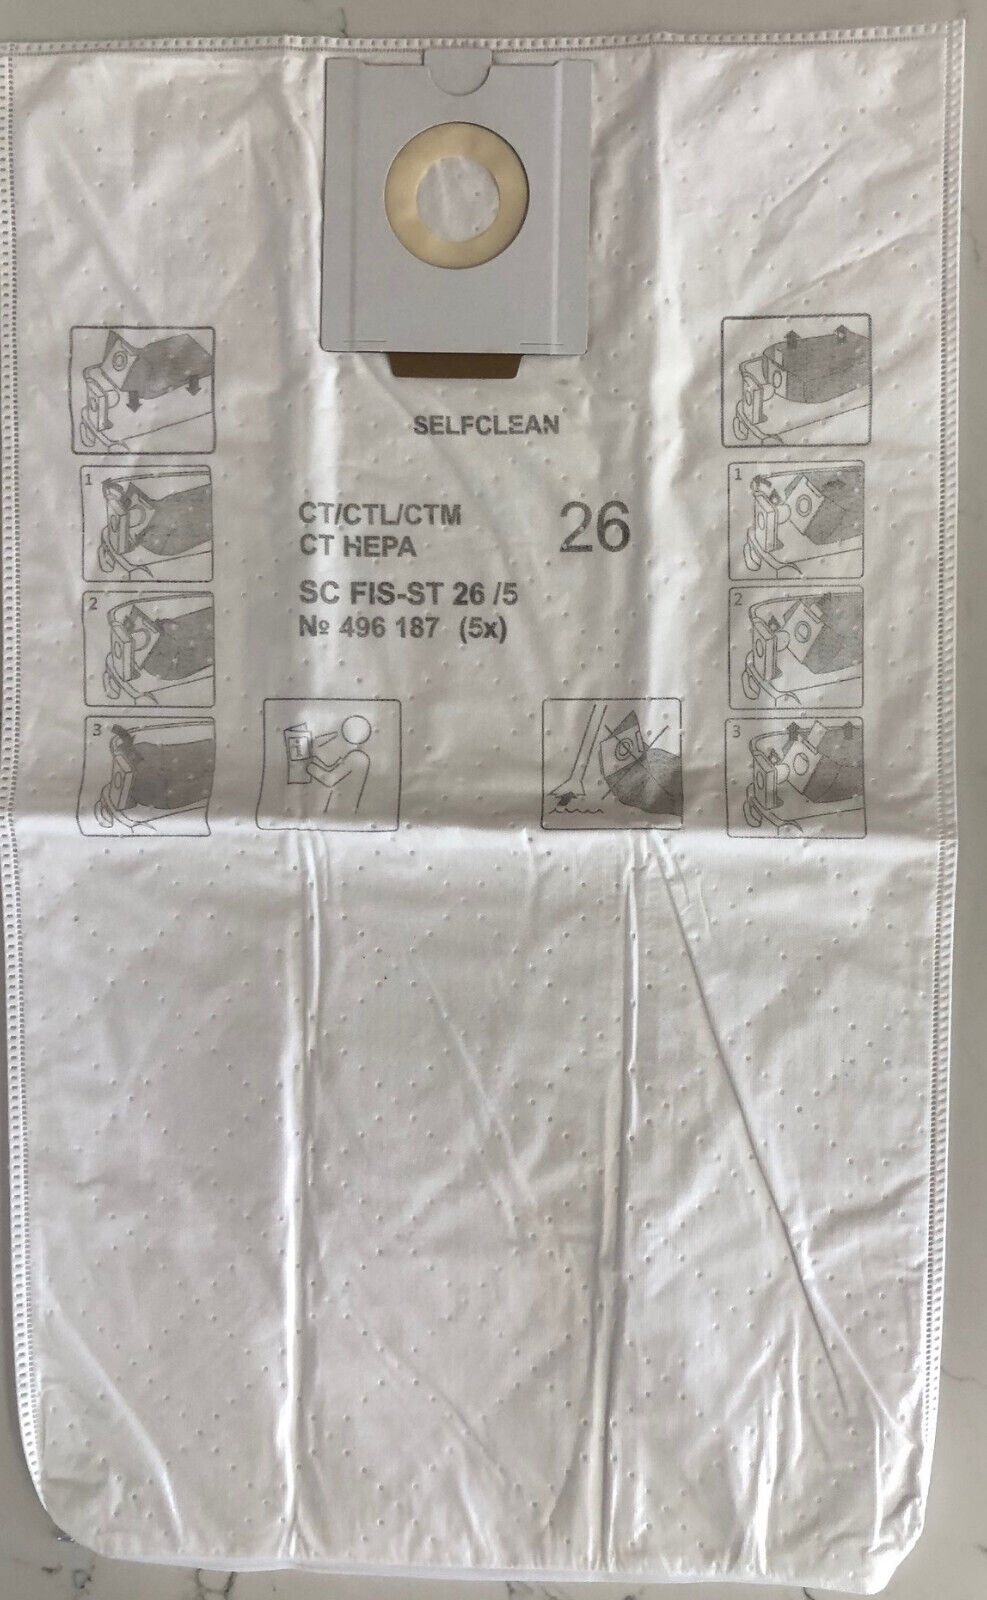 SELFCLEAN
CT/CTL/CTM 26
CT HEPA
SC FIS-ST 26 /5
№ 496 187 (5x)
1
2
3
1
2
3